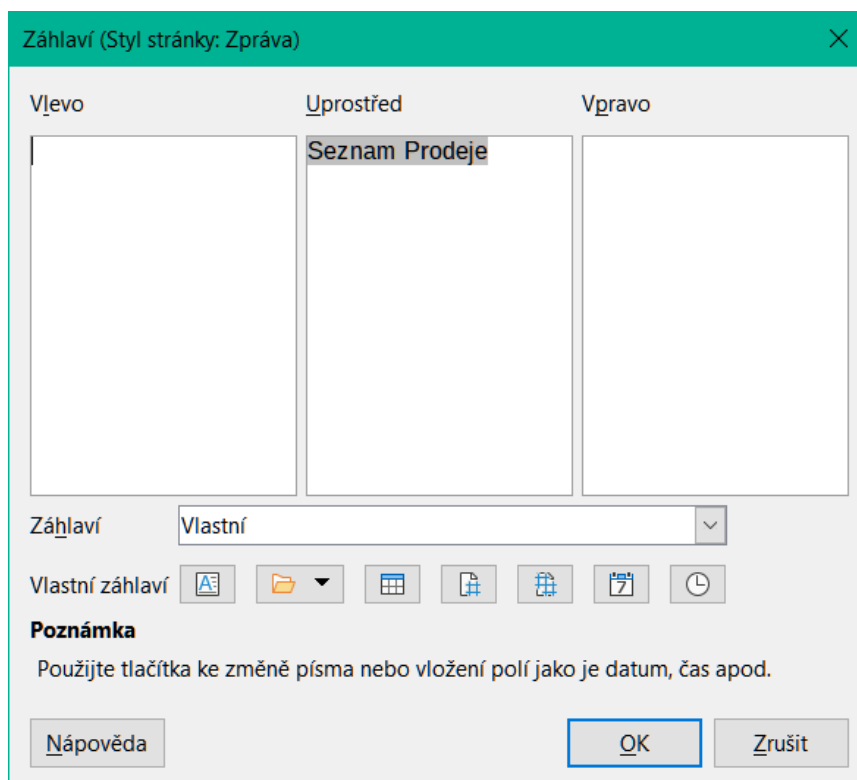 Záhlaví (Styl stránky: Zpráva)
Vlevo Uprostřed Vpravo
Seznam Prodeje
Záhlaví Vlastní
Vlastní záhlaví A 7
Poznámka
Použijte tlačítka ke změně písma nebo vložení polí jako je datum, čas apod.
Nápověda OK Zrušit